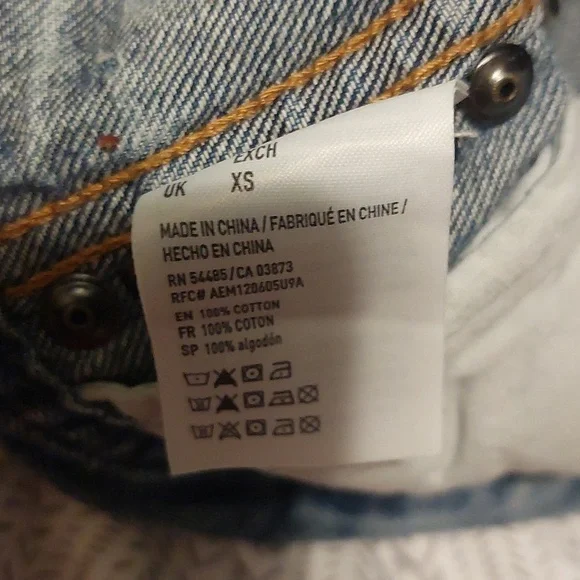 EXCH
UK XS
MADE IN CHINA / FABRIQUÉ EN CHINE /
HECHO EN CHINA
RN 54485 / CA 03873
RFC# AEM120605U9A
EN 100% COTTON
FR 100% COTON
SP 100% algodón